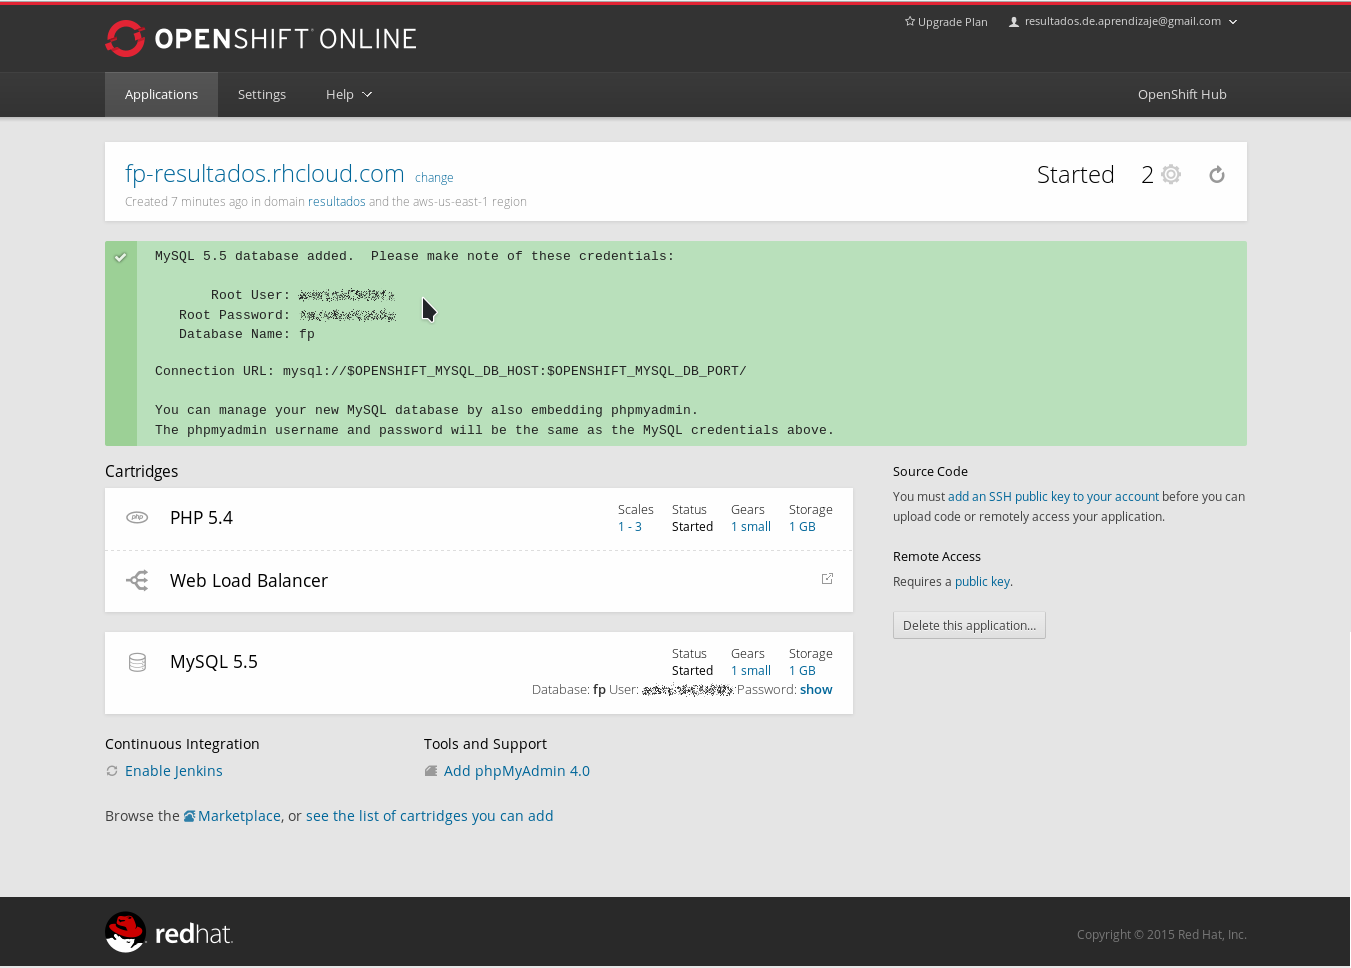 Upgrade Plan resultados.de.aprendizaje@gmail.com
OPENSHIFT ONLINE
Applications Settings Help OpenShift Hub
fp-resultados.rhcloud.com change
Started 2
Created 7 minutes ago in domain resultados and the aws-us-east-1 region
MySQL 5.5 database added.  Please make note of these credentials:
Root User:
Root Password:
Database Name: fp
Connection URL: mysql://$OPENSHIFT_MYSQL_DB_HOST:$OPENSHIFT_MYSQL_DB_PORT/
You can manage your new MySQL database by also embedding phpmyadmin.
The phpmyadmin username and password will be the same as the MySQL credentials above.
Cartridges
php PHP 5.4
Scales Status Gears Storage
1 - 3 Started 1 small 1 GB
Web Load Balancer
MySQL 5.5
Status Gears Storage
Started 1 small 1 GB
Database: fp User: Password: show
Source Code
You must add an SSH public key to your account before you can
upload code or remotely access your application.
Remote Access
Requires a public key.
Delete this application...
Continuous Integration
Enable Jenkins
Tools and Support
Add phpMyAdmin 4.0
Browse the Marketplace, or see the list of cartridges you can add
redhat.
Copyright © 2015 Red Hat, Inc.